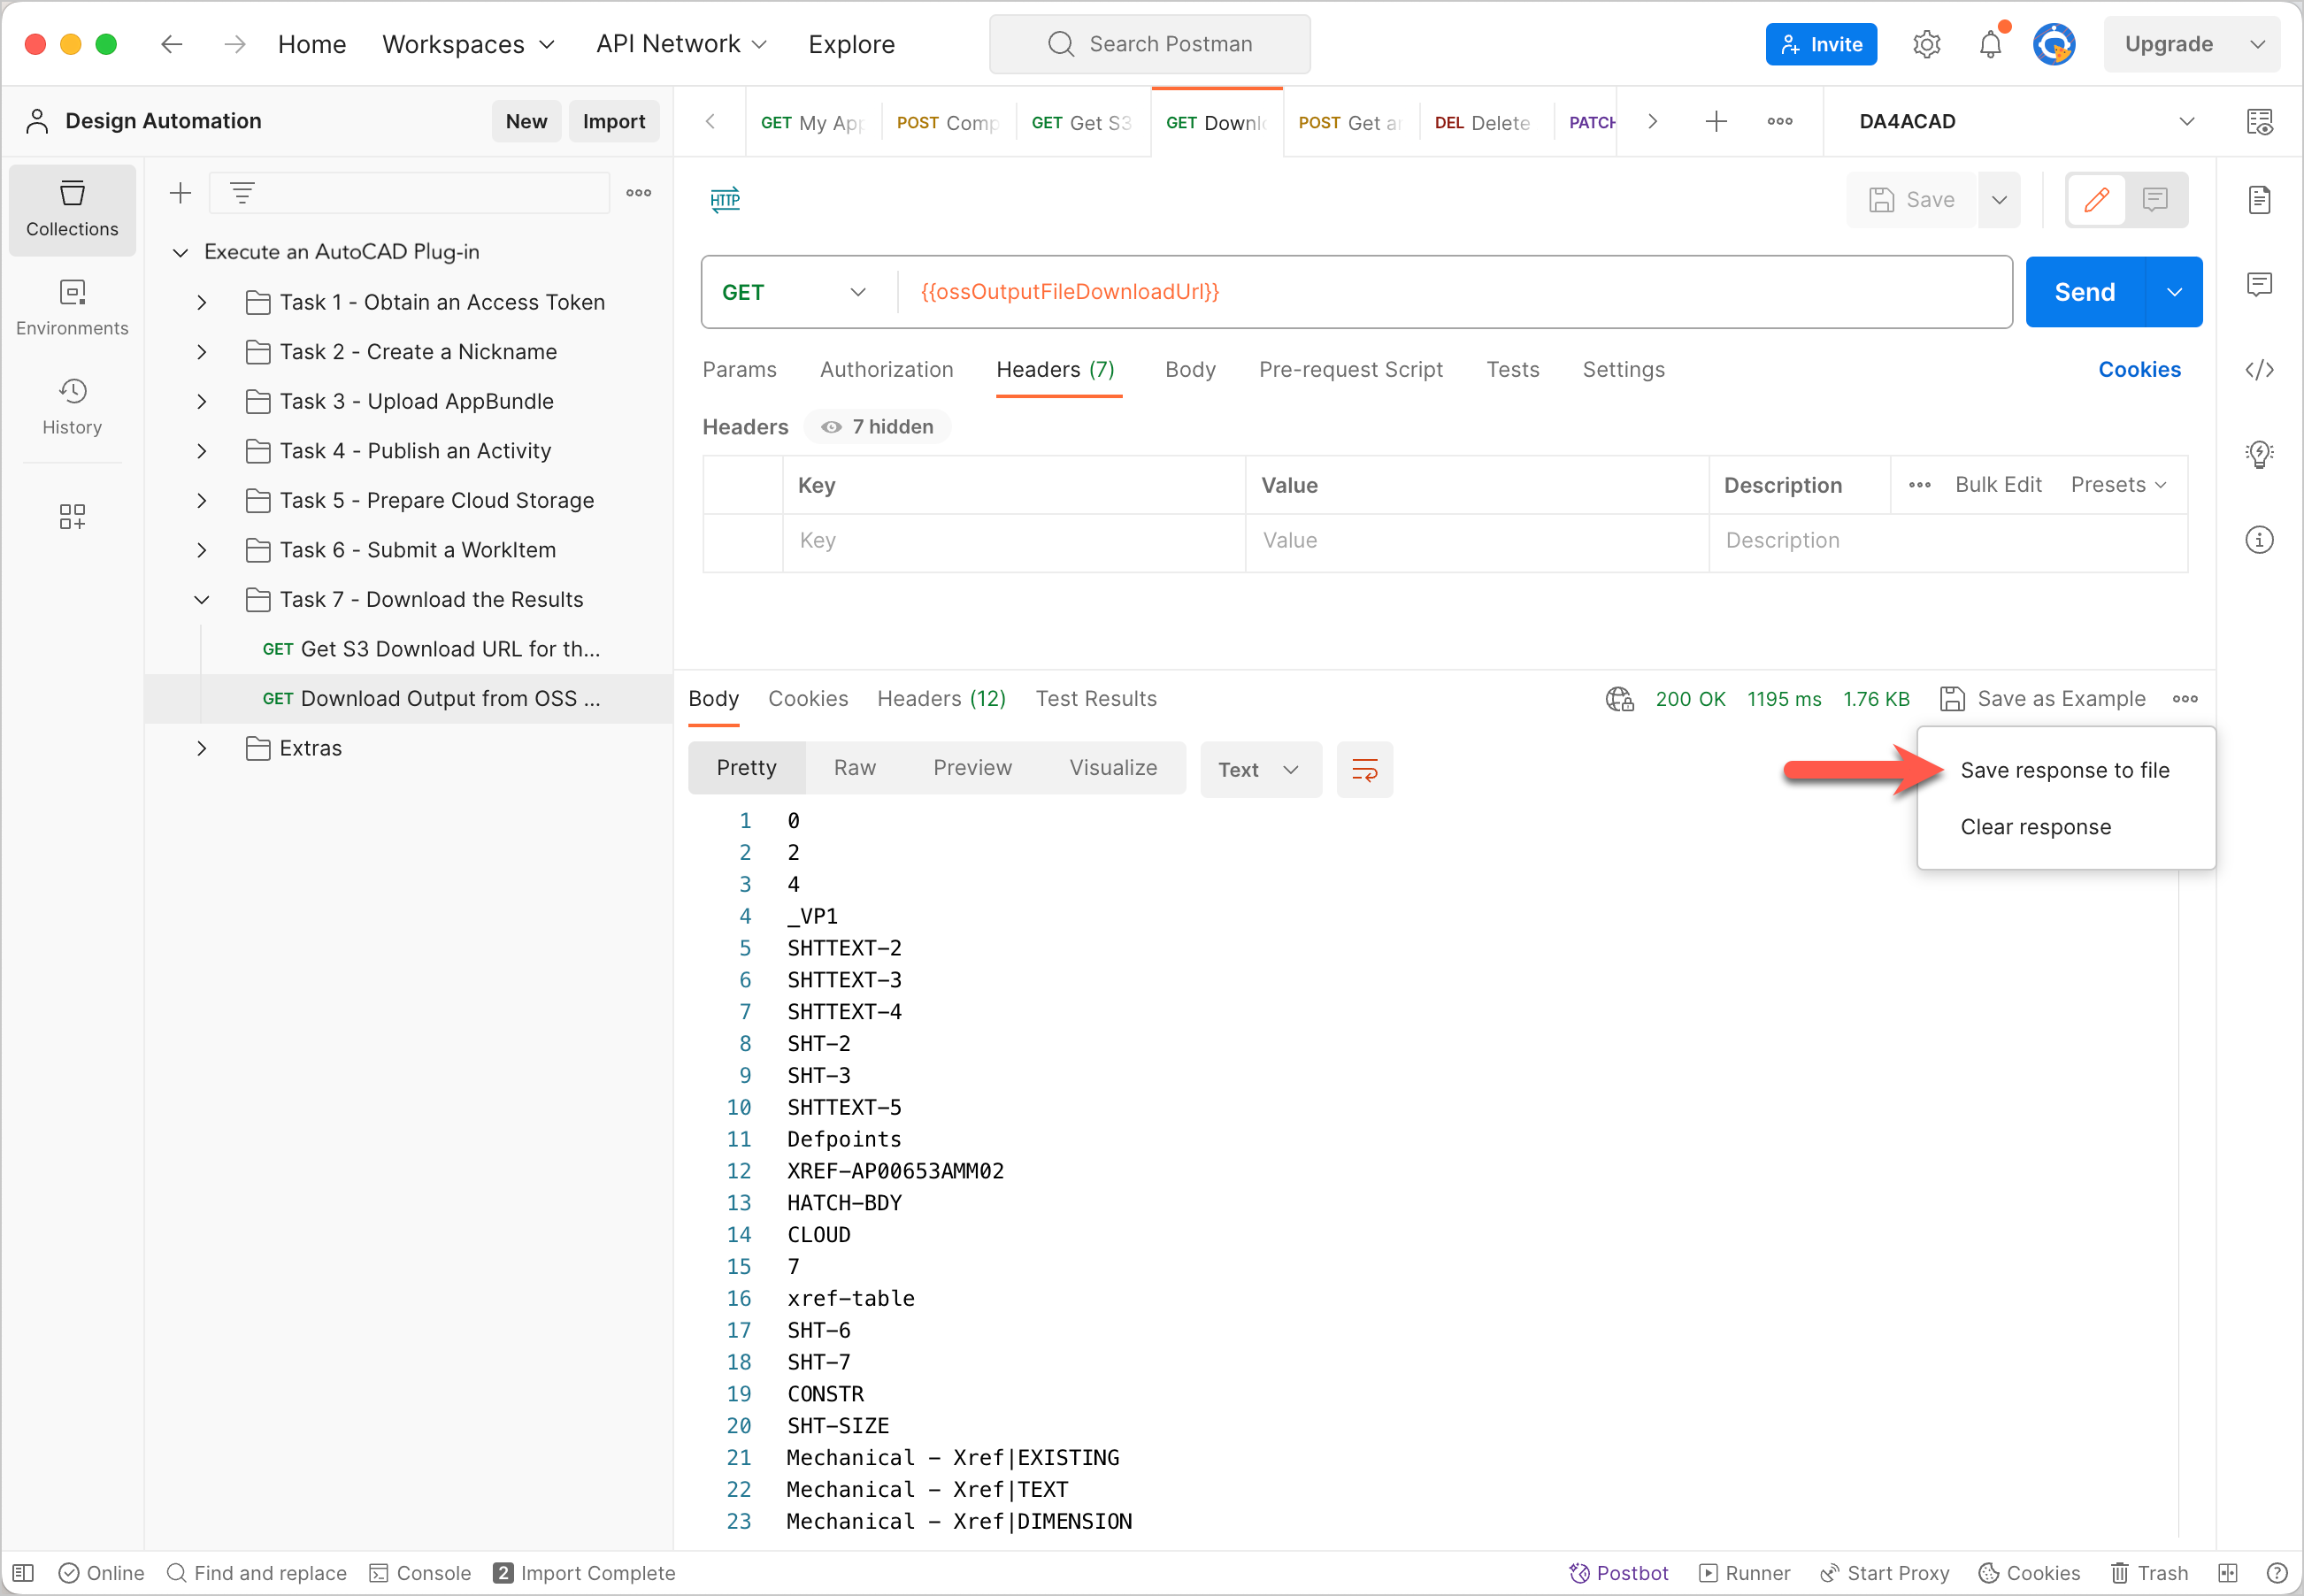 Home Workspaces API Network Explore Search Postman Invite Upgrade
Design Automation New Import GET My App POST Comp GET Get S3 GET Downl POST Get a DEL Delete PATCH DA4ACAD
Collections
Environments
History
Execute an AutoCAD Plug-in
Task 1 - Obtain an Access Token
Task 2 - Create a Nickname
Task 3 - Upload AppBundle
Task 4 - Publish an Activity
Task 5 - Prepare Cloud Storage
Task 6 - Submit a WorkItem
Task 7 - Download the Results
GET Get S3 Download URL for th...
GET Download Output from OSS ...
Extras
HTTP Save
GET {{ossOutputFileDownloadUrl}} Send
Params Authorization Headers (7) Body Pre-request Script Tests Settings Cookies
Headers 7 hidden
Key Value Description Bulk Edit Presets
Key Value Description
Body Cookies Headers (12) Test Results 200 OK 1195 ms 1.76 KB Save as Example
Pretty Raw Preview Visualize Text
Save response to file
Clear response
1 0
2 2
3 4
4 _VP1
5 SHTTEXT-2
6 SHTTEXT-3
7 SHTTEXT-4
8 SHT-2
9 SHT-3
10 SHTTEXT-5
11 Defpoints
12 XREF-AP00653AMM02
13 HATCH-BDY
14 CLOUD
15 7
16 xref-table
17 SHT-6
18 SHT-7
19 CONSTR
20 SHT-SIZE
21 Mechanical - Xref|EXISTING
22 Mechanical - Xref|TEXT
23 Mechanical - Xref|DIMENSION
Online Find and replace Console 2 Import Complete Postbot Runner Start Proxy Cookies Trash